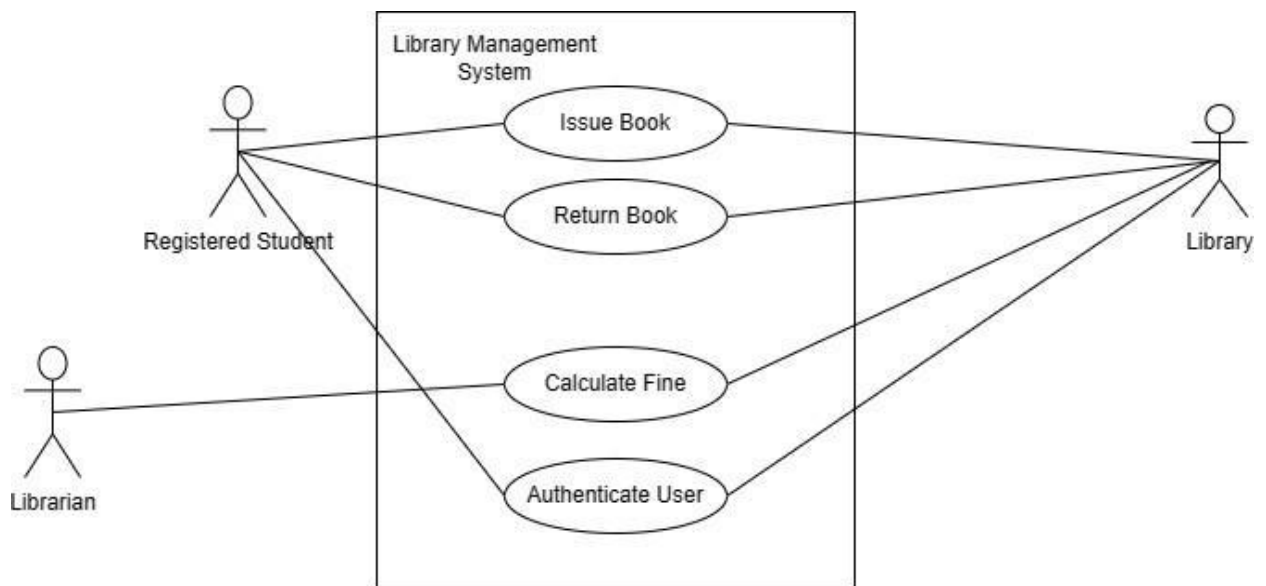 Library Management
System
Issue Book
Return Book
Registered Student
Library
Calculate Fine
Librarian
Authenticate User